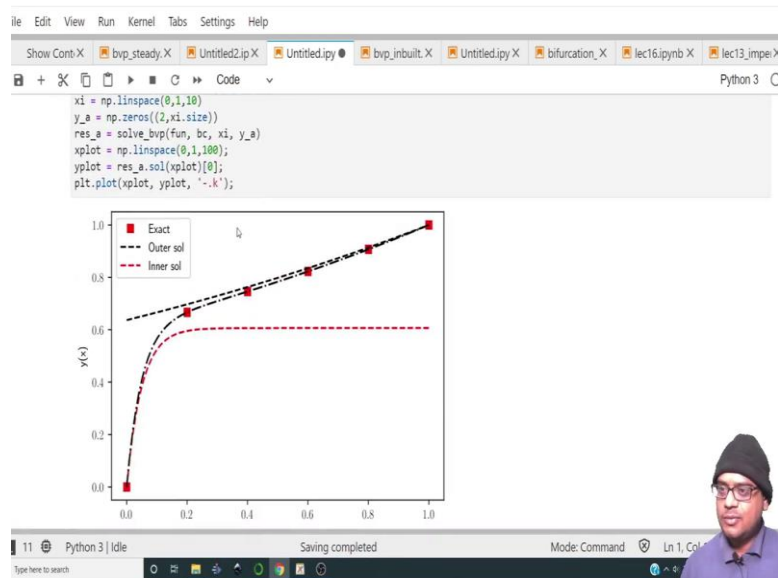 ile Edit View Run Kernel Tabs Settings Help
Show Cont X bvp_steady. X Untitled2.ip X Untitled.ipy ● bvp_inbuilt. X Untitled.ipy X bifurcation_ X lec16.ipynb X lec13_impe X
Code Python 3
xi = np.linspace(0,1,10)
y_a = np.zeros((2,xi.size))
res_a = solve_bvp(fun, bc, xi, y_a)
xplot = np.linspace(0,1,100);
yplot = res_a.sol(xplot)[0];
plt.plot(xplot, yplot, '-.k');
1.0
Exact
Outer sol
Inner sol
0.8
0.6
y(x)
0.4
0.2
0.0
0.0 0.2 0.4 0.6 0.8 1.0
11 Python 3 | Idle Saving completed Mode: Command Ln 1,
Type here to search